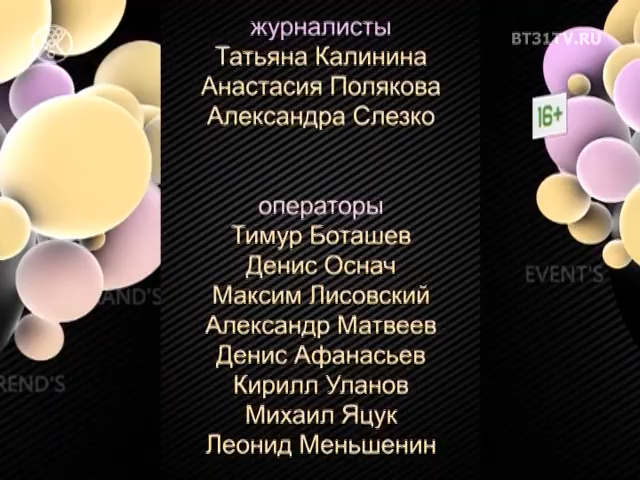 журналисты
Татьяна Калинина
Анастасия Полякова
Александра Слезко
операторы
Тимур Боташев
Денис Оснач
Максим Лисовский
Александр Матвеев
Денис Афанасьев
Кирилл Уланов
Михаил Яцук
Леонид Меньшенин
BT31TV.RU
16+
EVENT'S
AND'S
REND'S